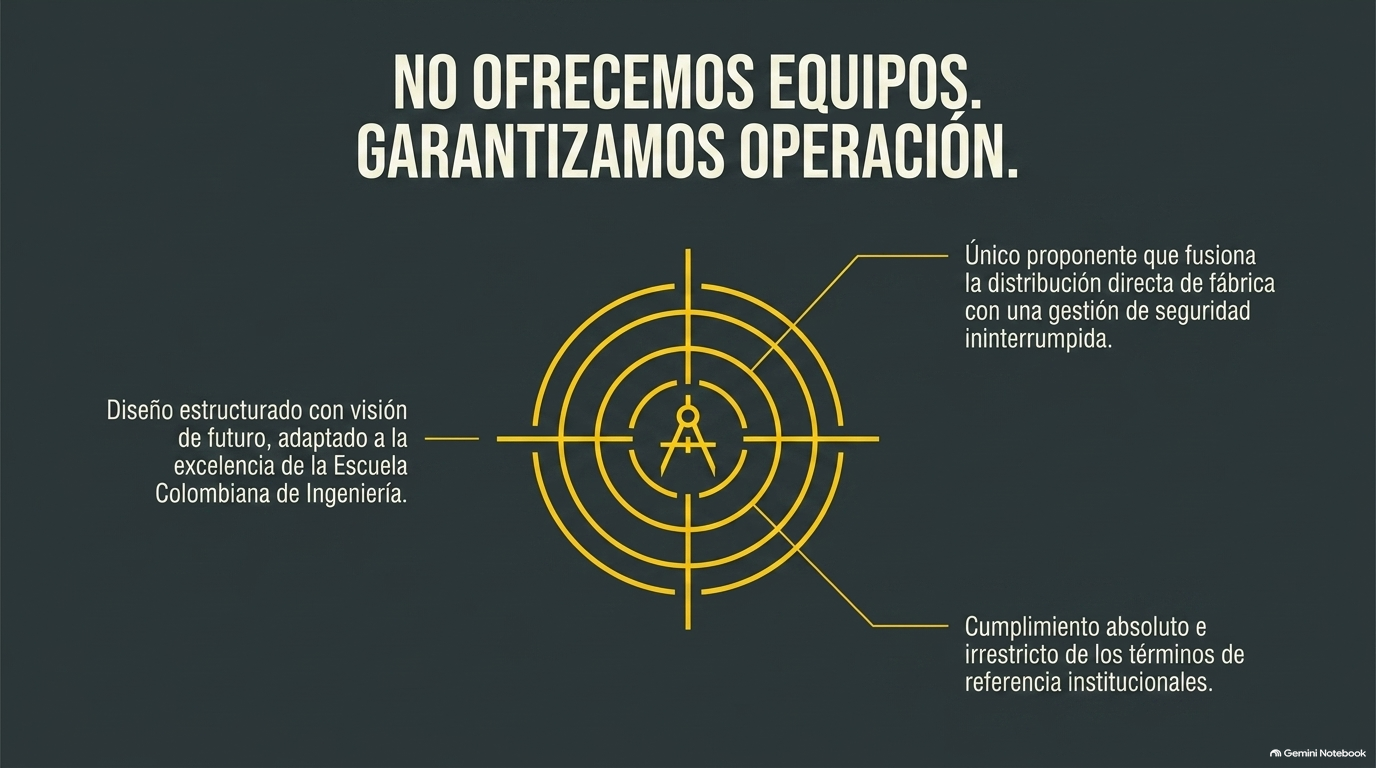 NO OFRECEMOS EQUIPOS.
GARANTIZAMOS OPERACIÓN.
Único proponente que fusiona
la distribución directa de fábrica
con una gestión de seguridad
ininterrumpida.
Diseño estructurado con visión
de futuro, adaptado a la
excelencia de la Escuela
Colombiana de Ingeniería.
Cumplimiento absoluto e
irrestricto de los términos de
referencia institucionales.
Gemini Notebook